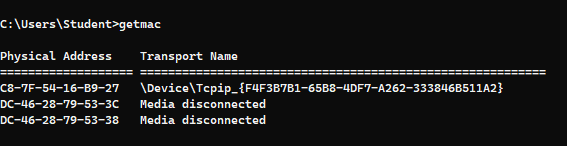 C:\Users\Student>getmac
Physical Address    Transport Name
=================== ==========================================================
C8-7F-54-16-B9-27   \Device\Tcpip_{F4F3B7B1-65B8-4DF7-A262-333846B511A2}
DC-46-28-79-53-3C   Media disconnected
DC-46-28-79-53-38   Media disconnected